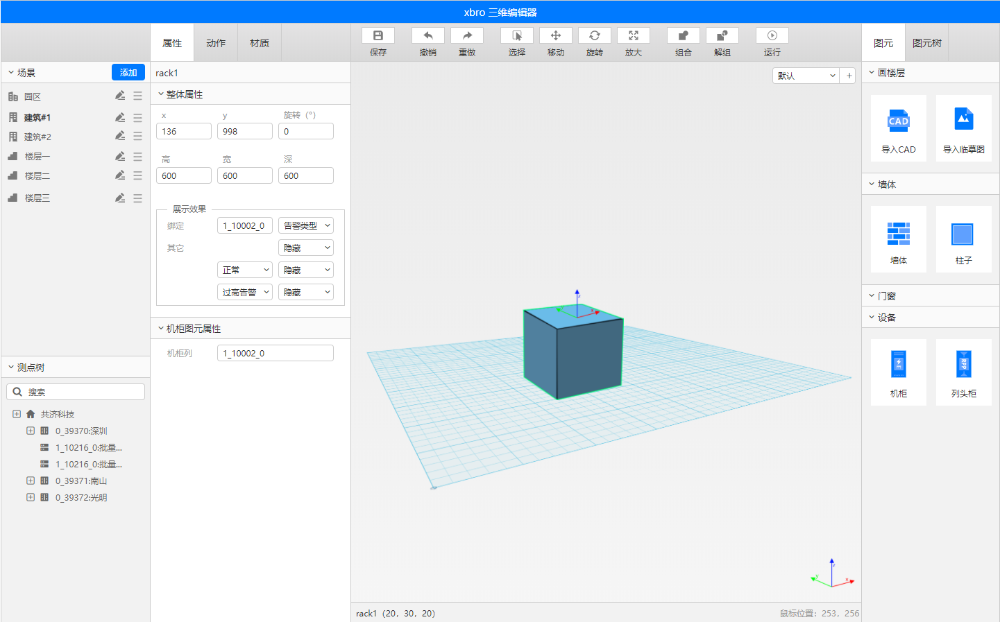 xbro 三维编辑器
属性 动作 材质
保存 撤销 重做 选择 移动 旋转 放大 组合 解组 运行
图元 图元树
场景 添加
园区
建筑#1
建筑#2
楼层一
楼层二
楼层三
测点树
搜索
共济科技
0_39370:深圳
1_10216_0:批量...
1_10216_0:批量...
0_39371:南山
0_39372:光明
rack1
整体属性
x y 旋转（°）
136 998 0
高 宽 深
600 600 600
展示效果
绑定 1_10002_0 告警类型
其它 隐藏
正常 隐藏
过高告警 隐藏
机柜图元属性
机柜列 1_10002_0
默认 +
z
y x
z
y x
rack1（20，30，20）
鼠标位置：253，256
画楼层
CAD
导入CAD 导入临摹图
墙体
墙体 柱子
门窗
设备
RPP
机柜 列头柜